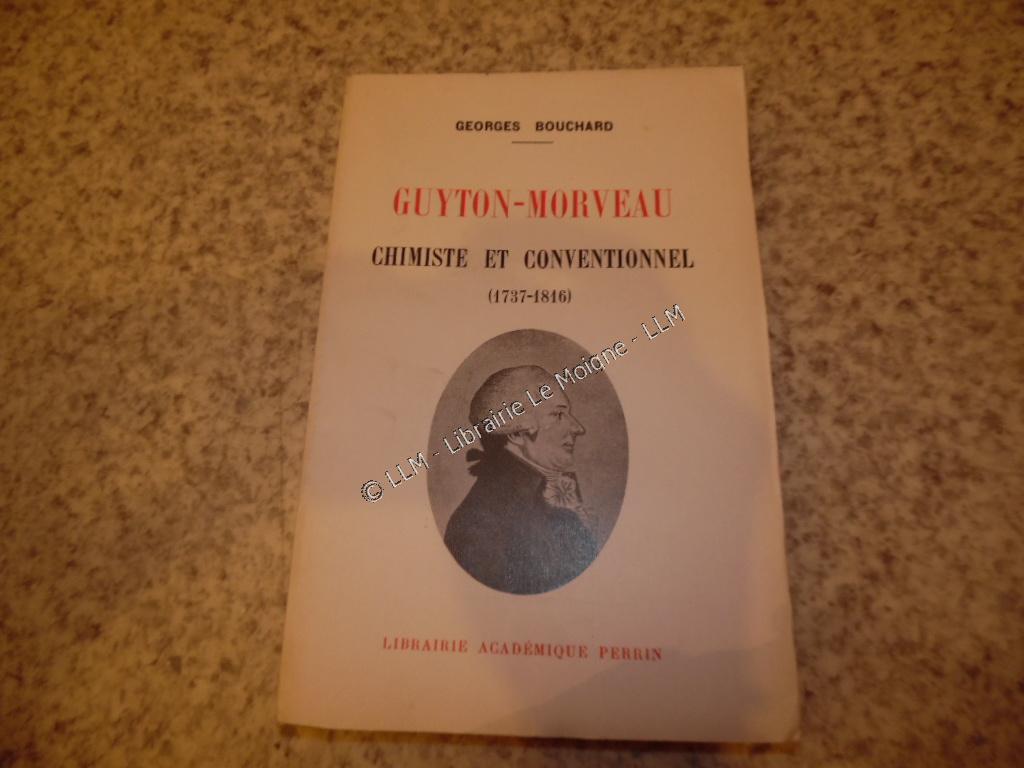 GEORGES BOUCHARD
GUYTON-MORVEAU
CHIMISTE ET CONVENTIONNEL
(1737-1816)
© LLM - Librairie Le Moigne - LLM
LIBRAIRIE ACADÉMIQUE PERRIN